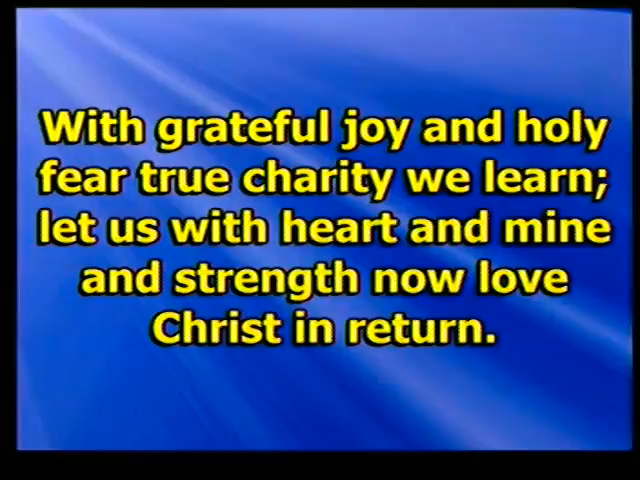 With grateful joy and holy
fear true charity we learn;
let us with heart and mine
and strength now love
Christ in return.